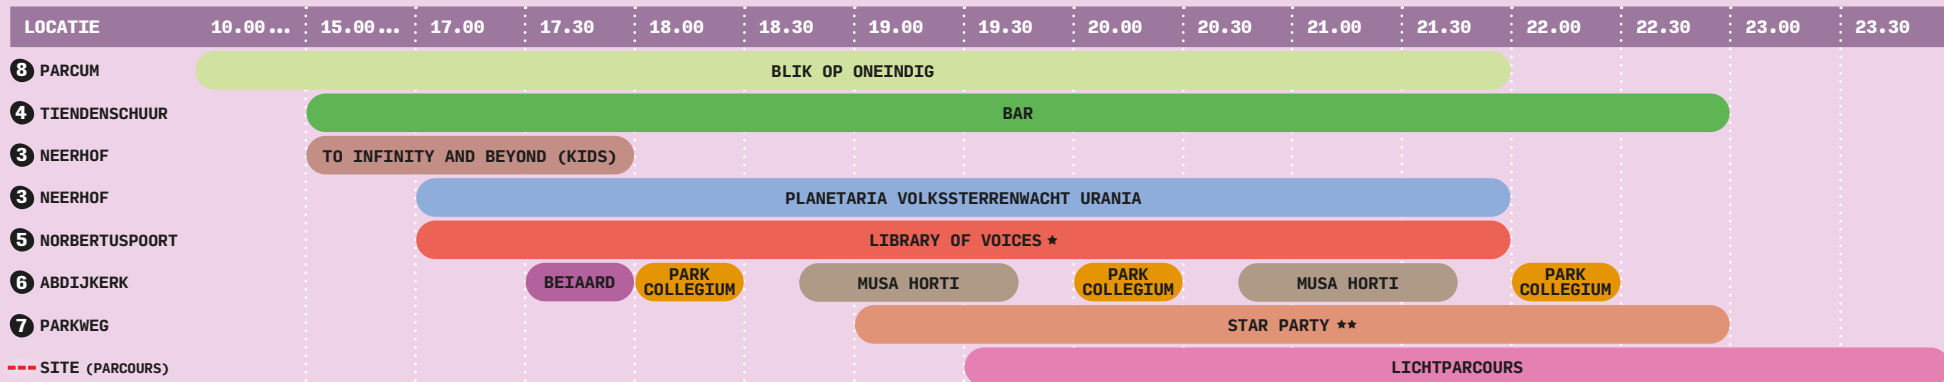 LOCATIE 10.00... 15.00... 17.00 17.30 18.00 18.30 19.00 19.30 20.00 20.30 21.00 21.30 22.00 22.30 23.00 23.30
8 PARCUM BLIK OP ONEINDIG
4 TIENDENSCHUUR BAR
3 NEERHOF TO INFINITY AND BEYOND (KIDS)
3 NEERHOF PLANETARIA VOLKSSTERRENWACHT URANIA
5 NORBERTUSPOORT LIBRARY OF VOICES ★
6 ABDIJKERK BEIAARD PARK COLLEGIUM MUSA HORTI PARK COLLEGIUM MUSA HORTI PARK COLLEGIUM
7 PARKWEG STAR PARTY ★★
SITE (PARCOURS) LICHTPARCOURS